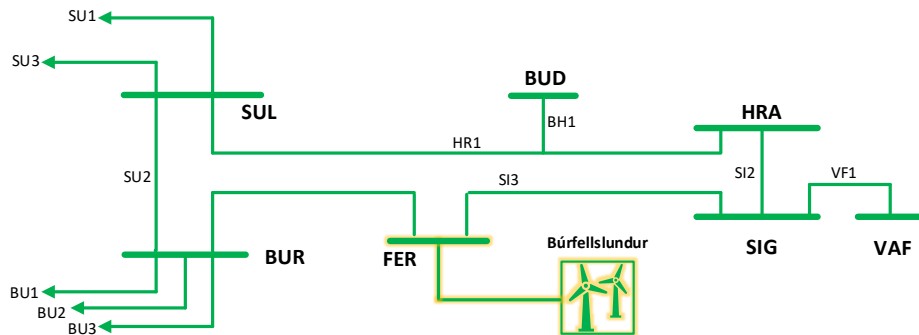 SU1
SU3
BUD
SUL
HRA
BH1
HR1
SU2
SI3
SI2
VF1
BUR
FER
Búrfellslundur
SIG
VAF
BU1
BU2
BU3